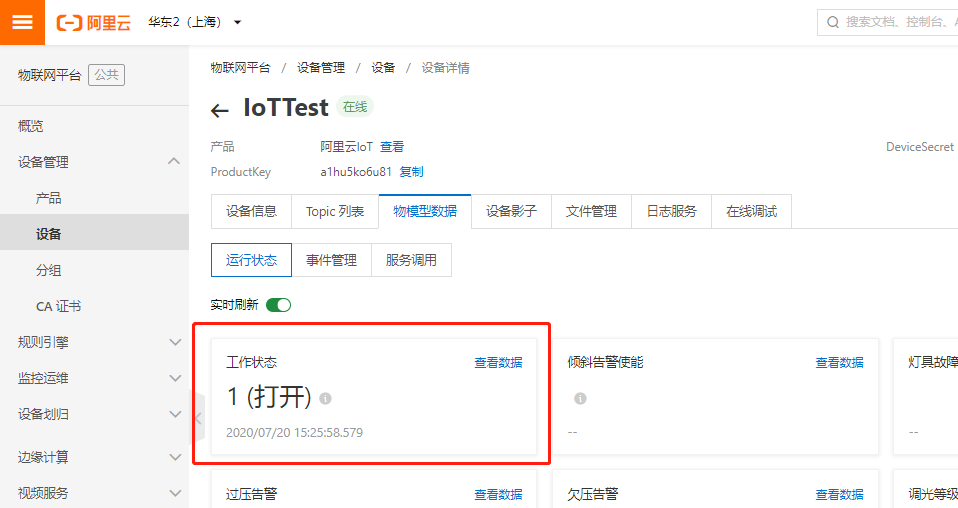 阿里云 华东2（上海） 搜索文档、控制台、A
物联网平台 公共
概览
设备管理
产品
设备
分组
CA 证书
规则引擎
监控运维
设备划归
边缘计算
视频服务
物联网平台 / 设备管理 / 设备 / 设备详情
← IoTTest 在线
产品 阿里云IoT 查看 DeviceSecret
ProductKey a1hu5ko6u81 复制
设备信息 Topic 列表 物模型数据 设备影子 文件管理 日志服务 在线调试
运行状态 事件管理 服务调用
实时刷新
工作状态 查看数据
1 (打开)
2020/07/20 15:25:58.579
倾斜告警使能 查看数据
--
灯具故障
--
过压告警 查看数据
欠压告警 查看数据
调光等级